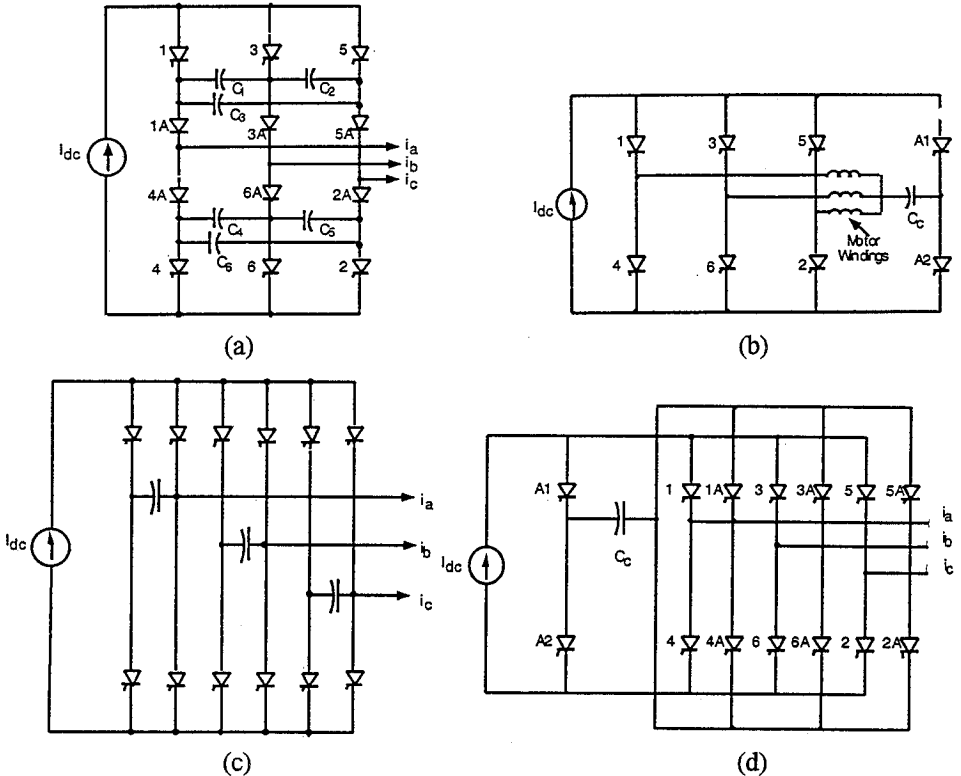 1
3
5
C1
C2
C3
1A
3A
5A
Idc
ia
ib
ic
4A
6A
2A
C4
C5
C6
4
6
2
(a)
1
3
5
A1
Idc
Cc
Motor
Windings
4
6
2
A2
(b)
Idc
ia
ib
ic
(c)
A1
1
1A
3
3A
5
5A
Cc
ia
ib
ic
Idc
A2
4
4A
6
6A
2
2A
(d)